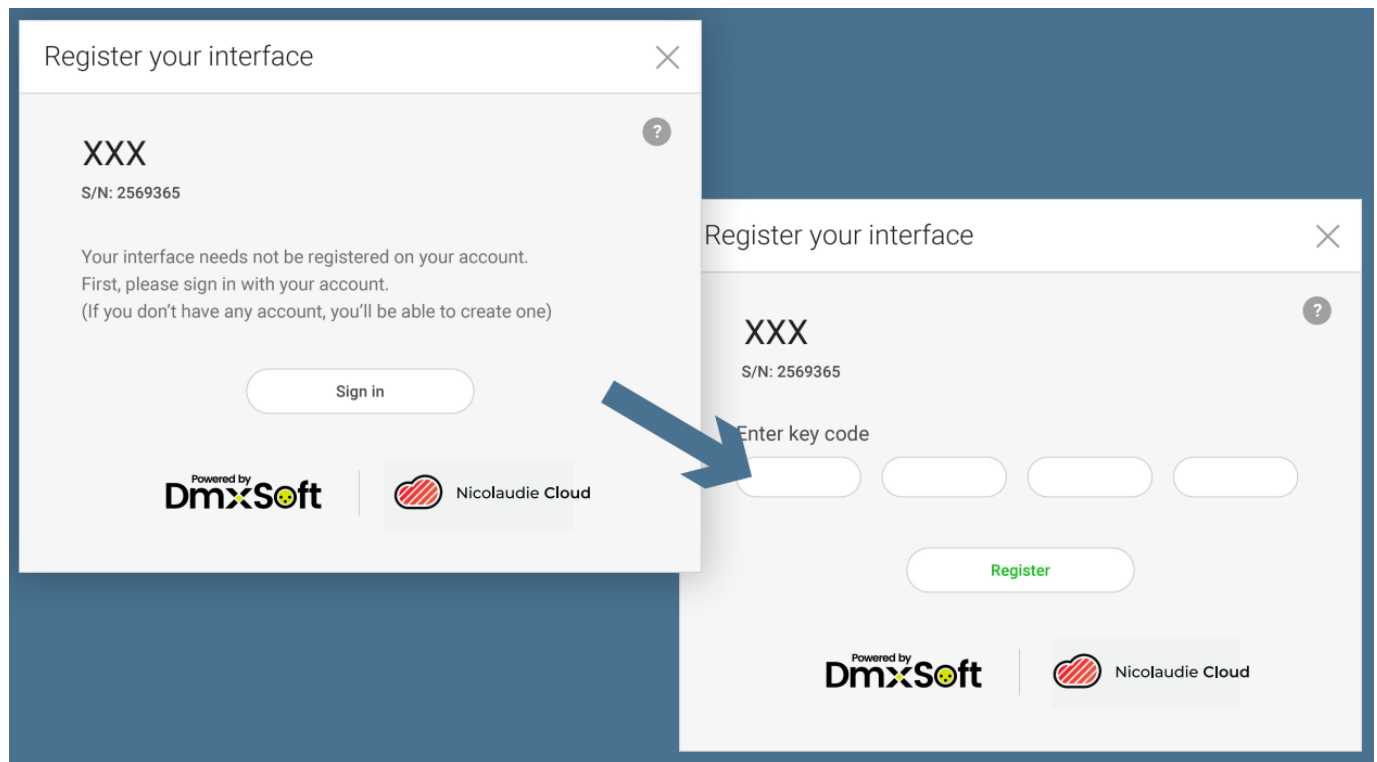 Register your interface
?
XXX
S/N: 2569365
Your interface needs not be registered on your account.
First, please sign in with your account.
(If you don't have any account, you'll be able to create one)
Sign in
Powered by
DmxSoft
Nicolaudie Cloud
Register your interface
?
XXX
S/N: 2569365
Enter key code
Register
Powered by
DmxSoft
Nicolaudie Cloud